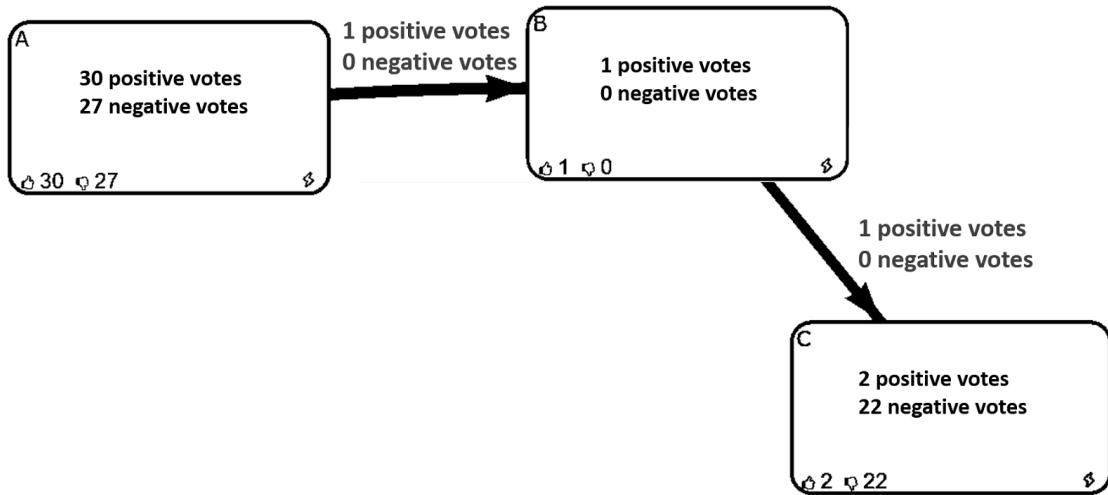 A
30 positive votes
27 negative votes
30 27
1 positive votes
0 negative votes
B
1 positive votes
0 negative votes
1 0
1 positive votes
0 negative votes
C
2 positive votes
22 negative votes
2 22